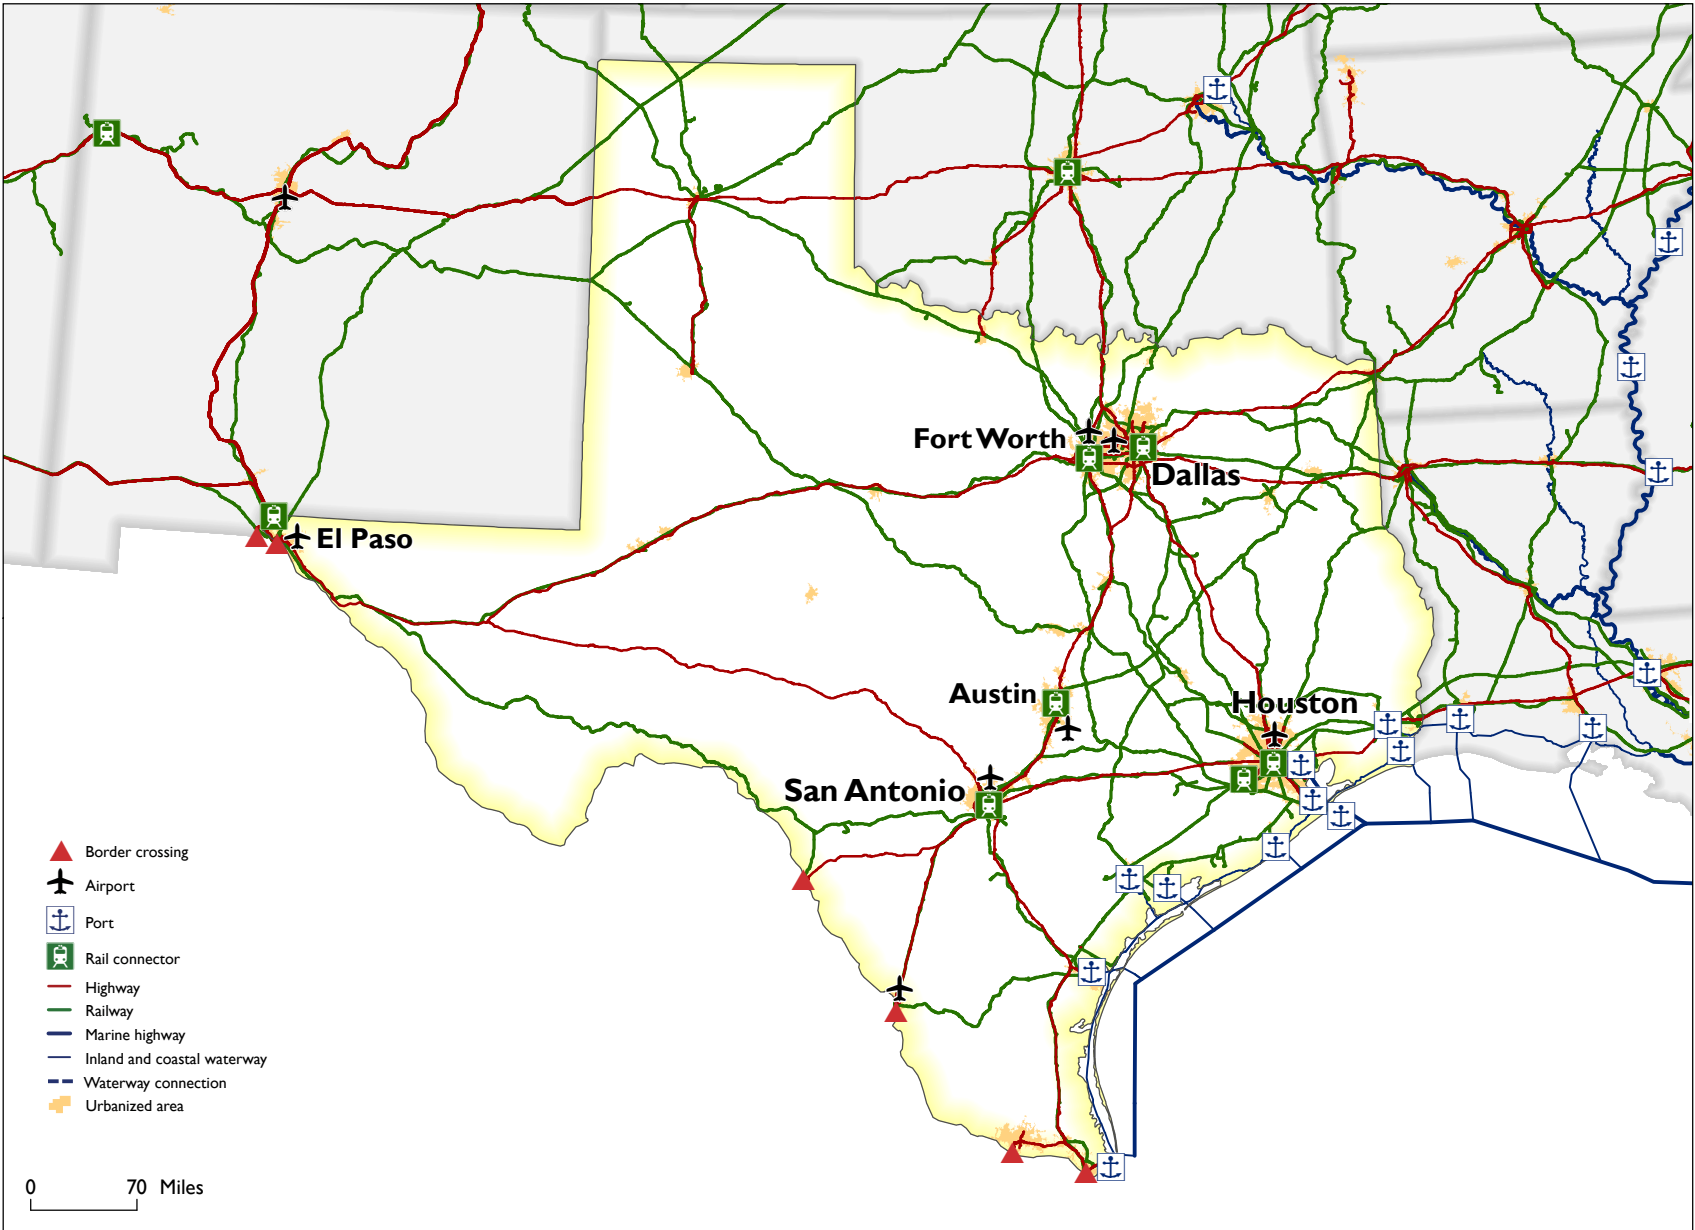 Fort Worth
Dallas
El Paso
Austin
Houston
San Antonio
Border crossing
Airport
Port
Rail connector
Highway
Railway
Marine highway
Inland and coastal waterway
Waterway connection
Urbanized area
0 70 Miles